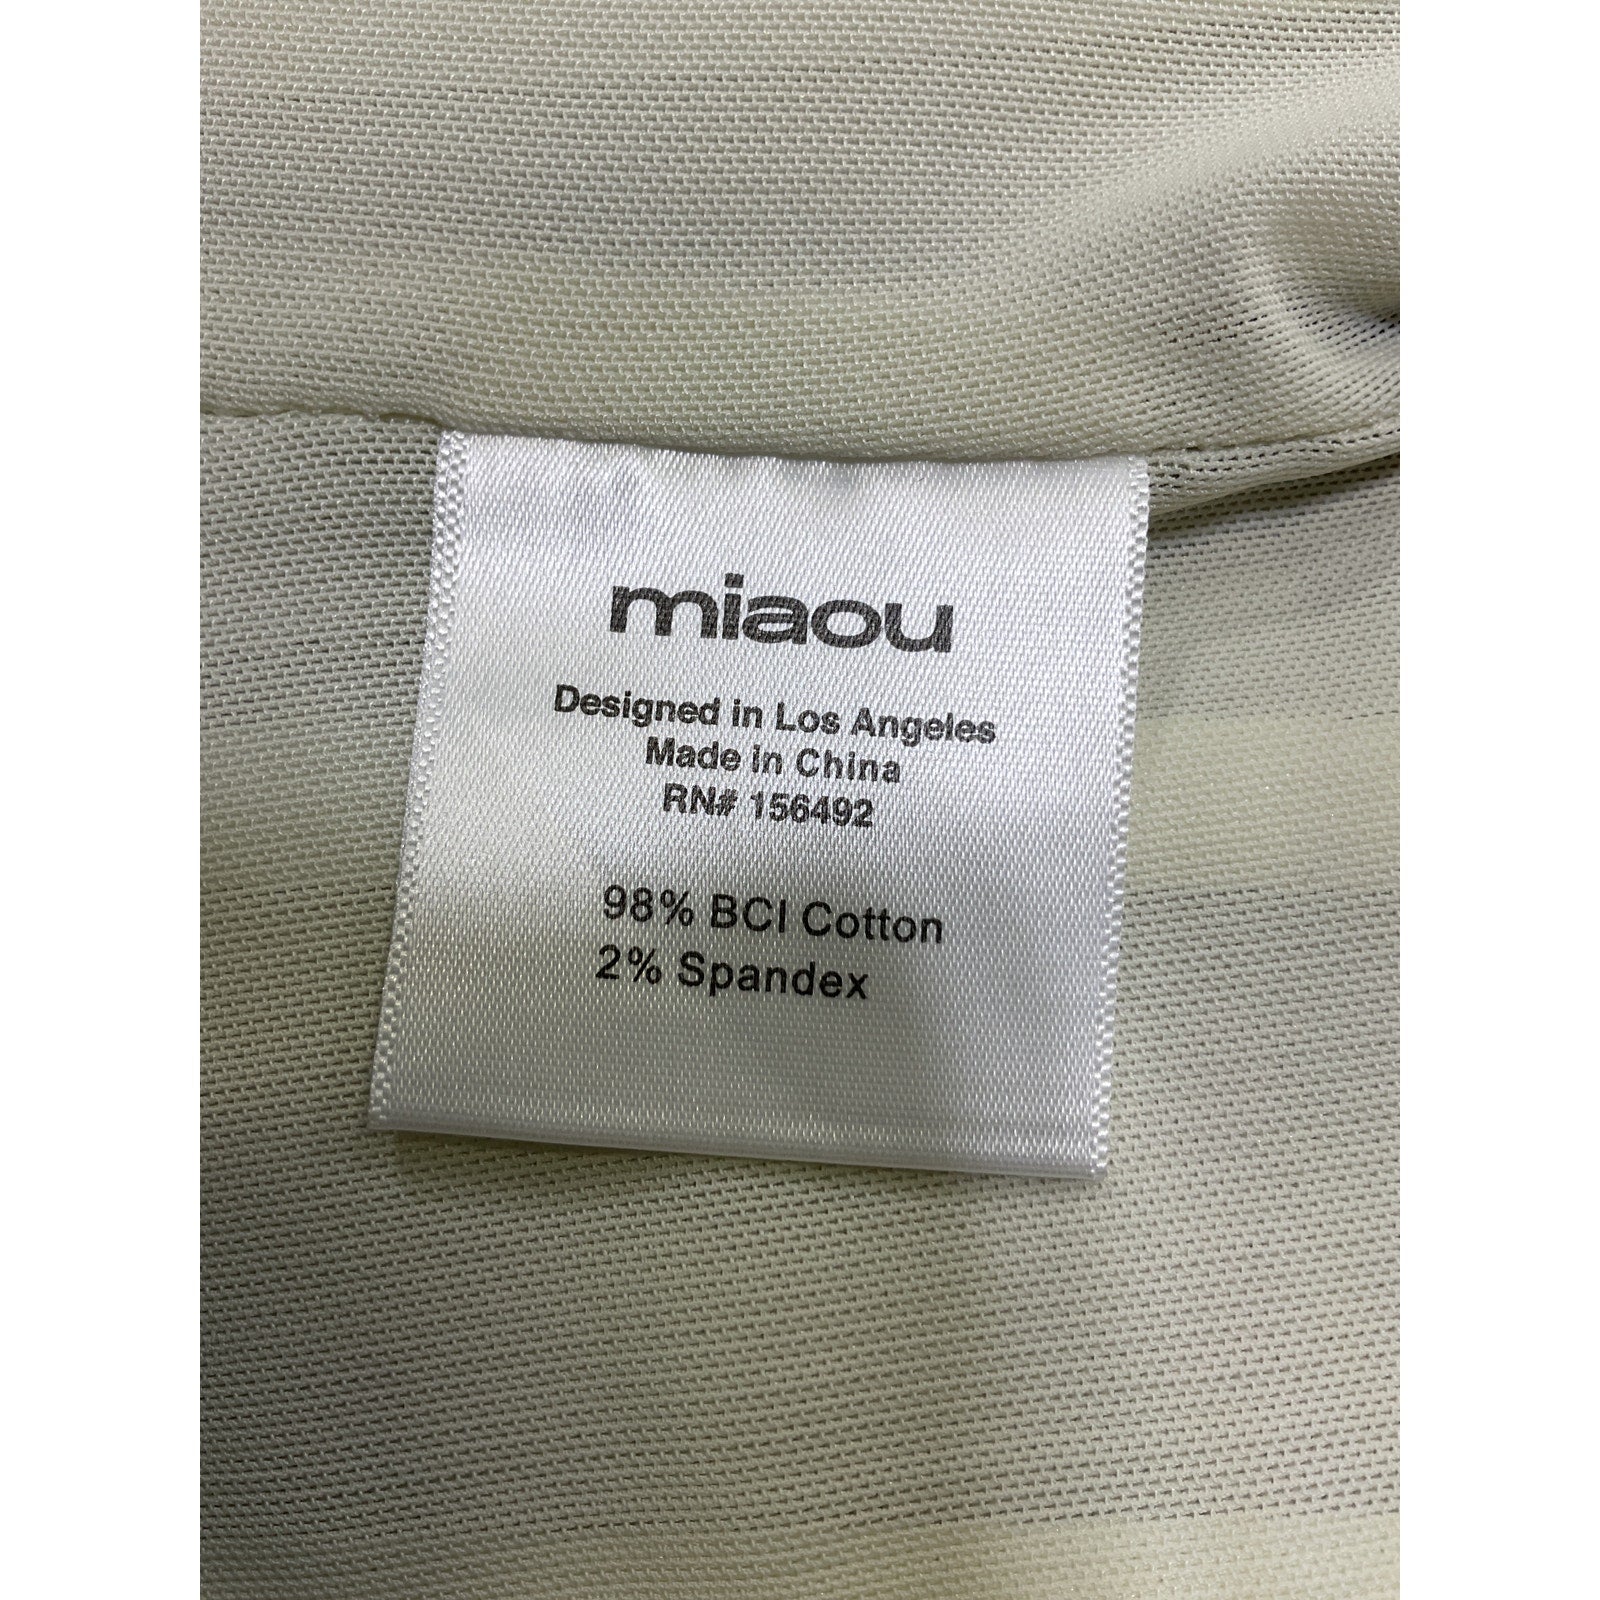 miaou
Designed in Los Angeles
Made in China
RN# 156492
98% BCI Cotton
2% Spandex